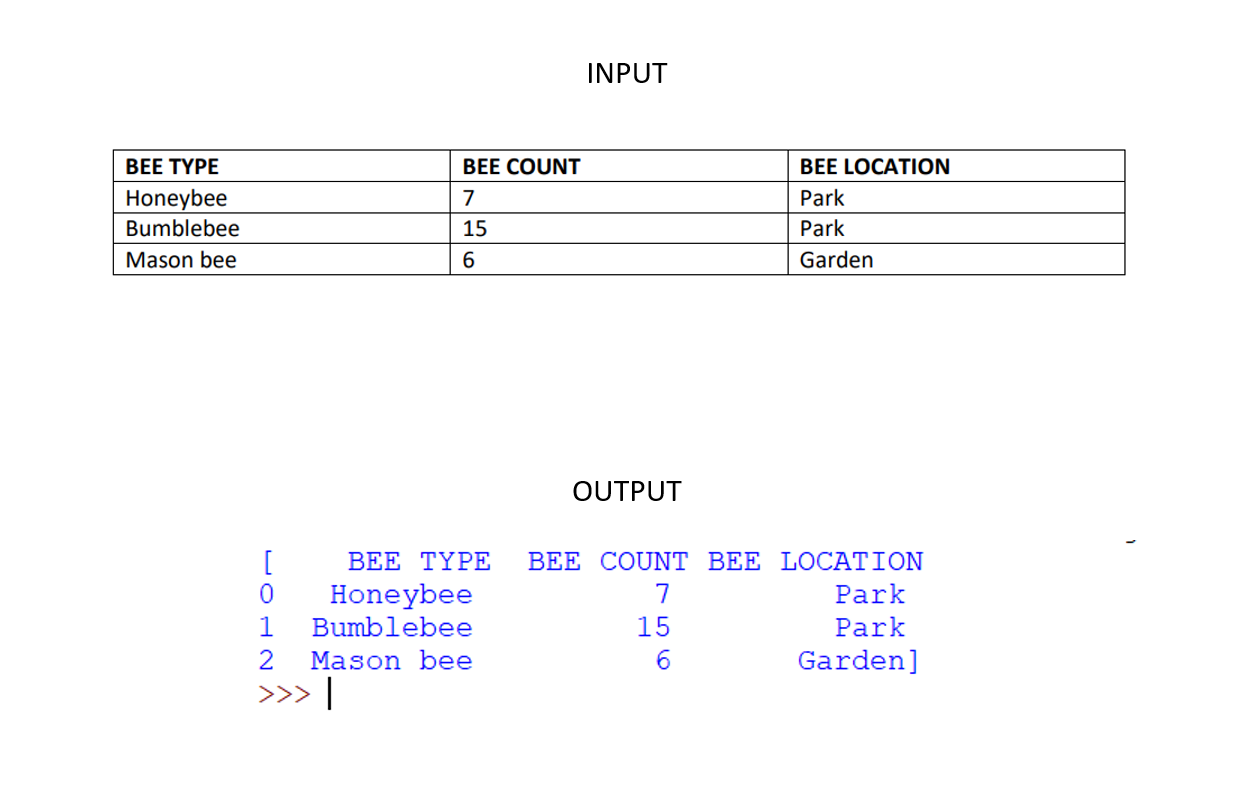 INPUT
BEE TYPE BEE COUNT BEE LOCATION
Honeybee 7 Park
Bumblebee 15 Park
Mason bee 6 Garden
OUTPUT
[ BEE TYPE BEE COUNT BEE LOCATION
0 Honeybee 7 Park
1 Bumblebee 15 Park
2 Mason bee 6 Garden]
>>>